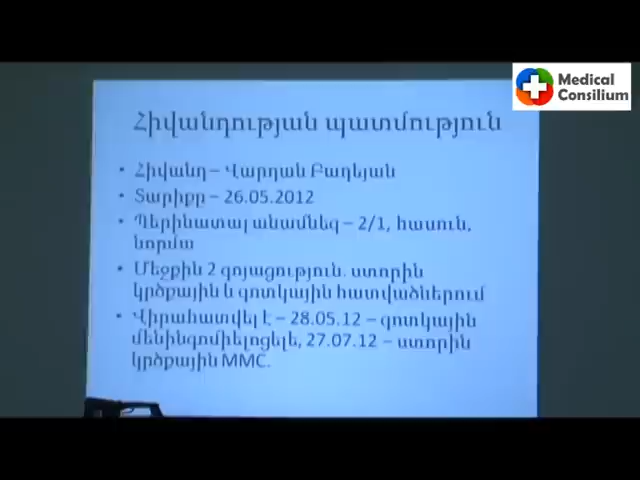 Medical
Consilium
Հիվանդության պատմություն
• Հիվանդ – Վարդան Բադեյան
• Տարիքը – 26.05.2012
• Պերինատալ անամնեզ – 2/1, հասուն,
նորմա
• Մեջքին 2 գոյացություն. ստորին
կրծքային և գոտկային հատվածներում
• Վիրահատվել է – 28.05.12 – գոտկային
մենինգոմիելոցելե, 27.07.12 – ստորին
կրծքային MMC.